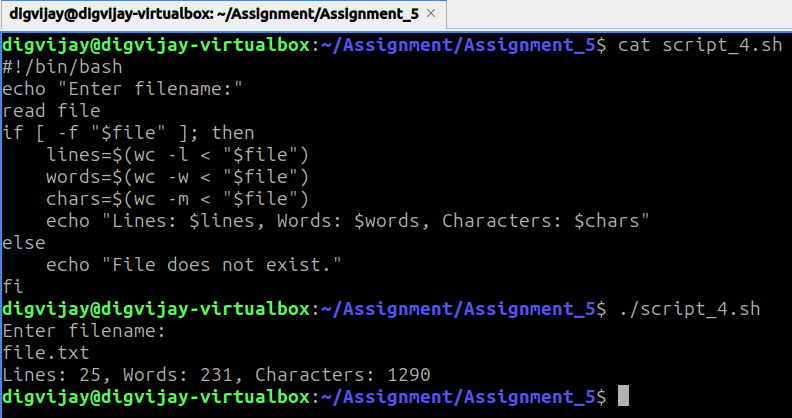 digvijay@digvijay-virtualbox: ~/Assignment/Assignment_5 ×
digvijay@digvijay-virtualbox:~/Assignment/Assignment_5$ cat script_4.sh
#!/bin/bash
echo "Enter filename:"
read file
if [ -f "$file" ]; then
    lines=$(wc -l < "$file")
    words=$(wc -w < "$file")
    chars=$(wc -m < "$file")
    echo "Lines: $lines, Words: $words, Characters: $chars"
else
    echo "File does not exist."
fi
digvijay@digvijay-virtualbox:~/Assignment/Assignment_5$ ./script_4.sh
Enter filename:
file.txt
Lines: 25, Words: 231, Characters: 1290
digvijay@digvijay-virtualbox:~/Assignment/Assignment_5$